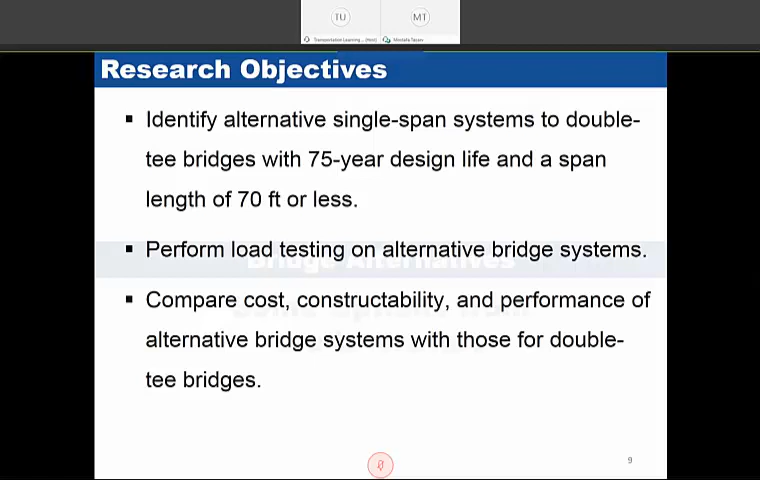 TU
MT
Transportation Learning ... (Host)
Mostafa Tazarv
Research Objectives
▪ Identify alternative single-span systems to double-
tee bridges with 75-year design life and a span
length of 70 ft or less.
▪ Perform load testing on alternative bridge systems.
Bridge Alternatives
▪ Compare cost, constructability, and performance of
alternative bridge systems with those for double-
tee bridges.
9